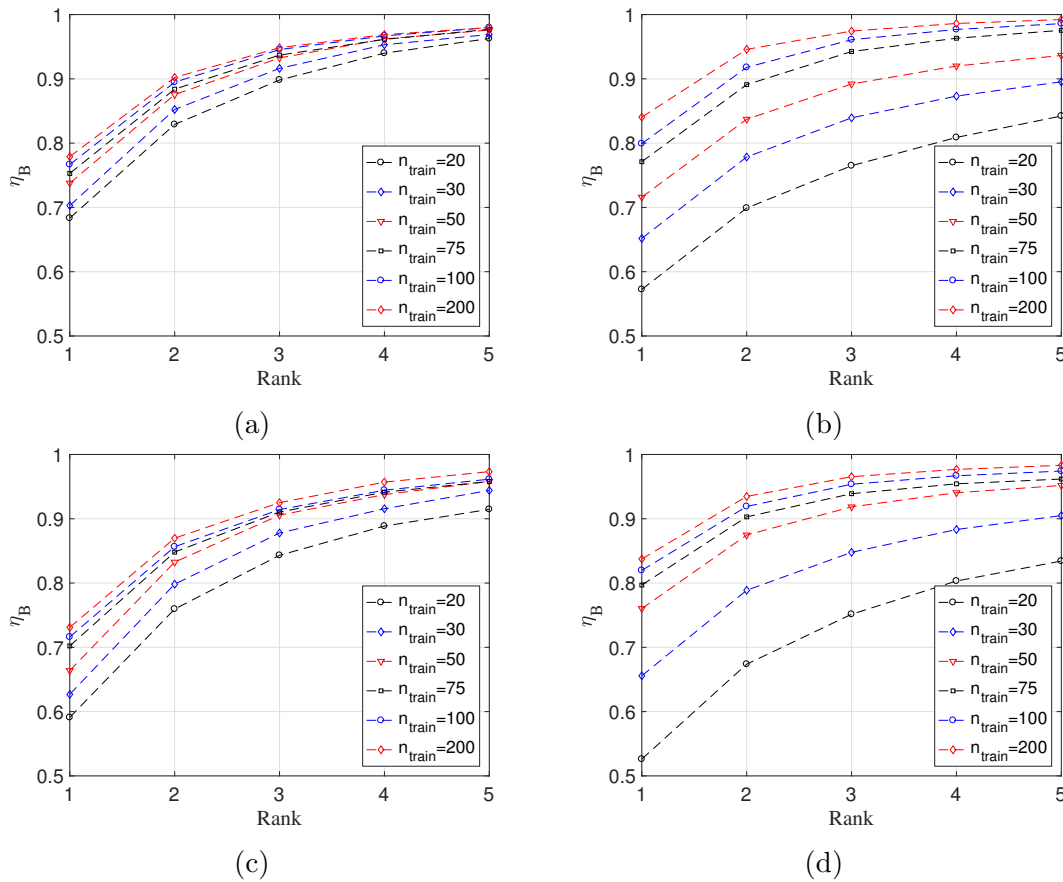 1
0.9
0.8
0.7
0.6
0.5
η_B
1 2 3 4 5
Rank
n_train=20
n_train=30
n_train=50
n_train=75
n_train=100
n_train=200
(a)
1
0.9
0.8
0.7
0.6
0.5
η_B
1 2 3 4 5
Rank
n_train=20
n_train=30
n_train=50
n_train=75
n_train=100
n_train=200
(b)
1
0.9
0.8
0.7
0.6
0.5
η_B
1 2 3 4 5
Rank
n_train=20
n_train=30
n_train=50
n_train=75
n_train=100
n_train=200
(c)
1
0.9
0.8
0.7
0.6
0.5
η_B
1 2 3 4 5
Rank
n_train=20
n_train=30
n_train=50
n_train=75
n_train=100
n_train=200
(d)